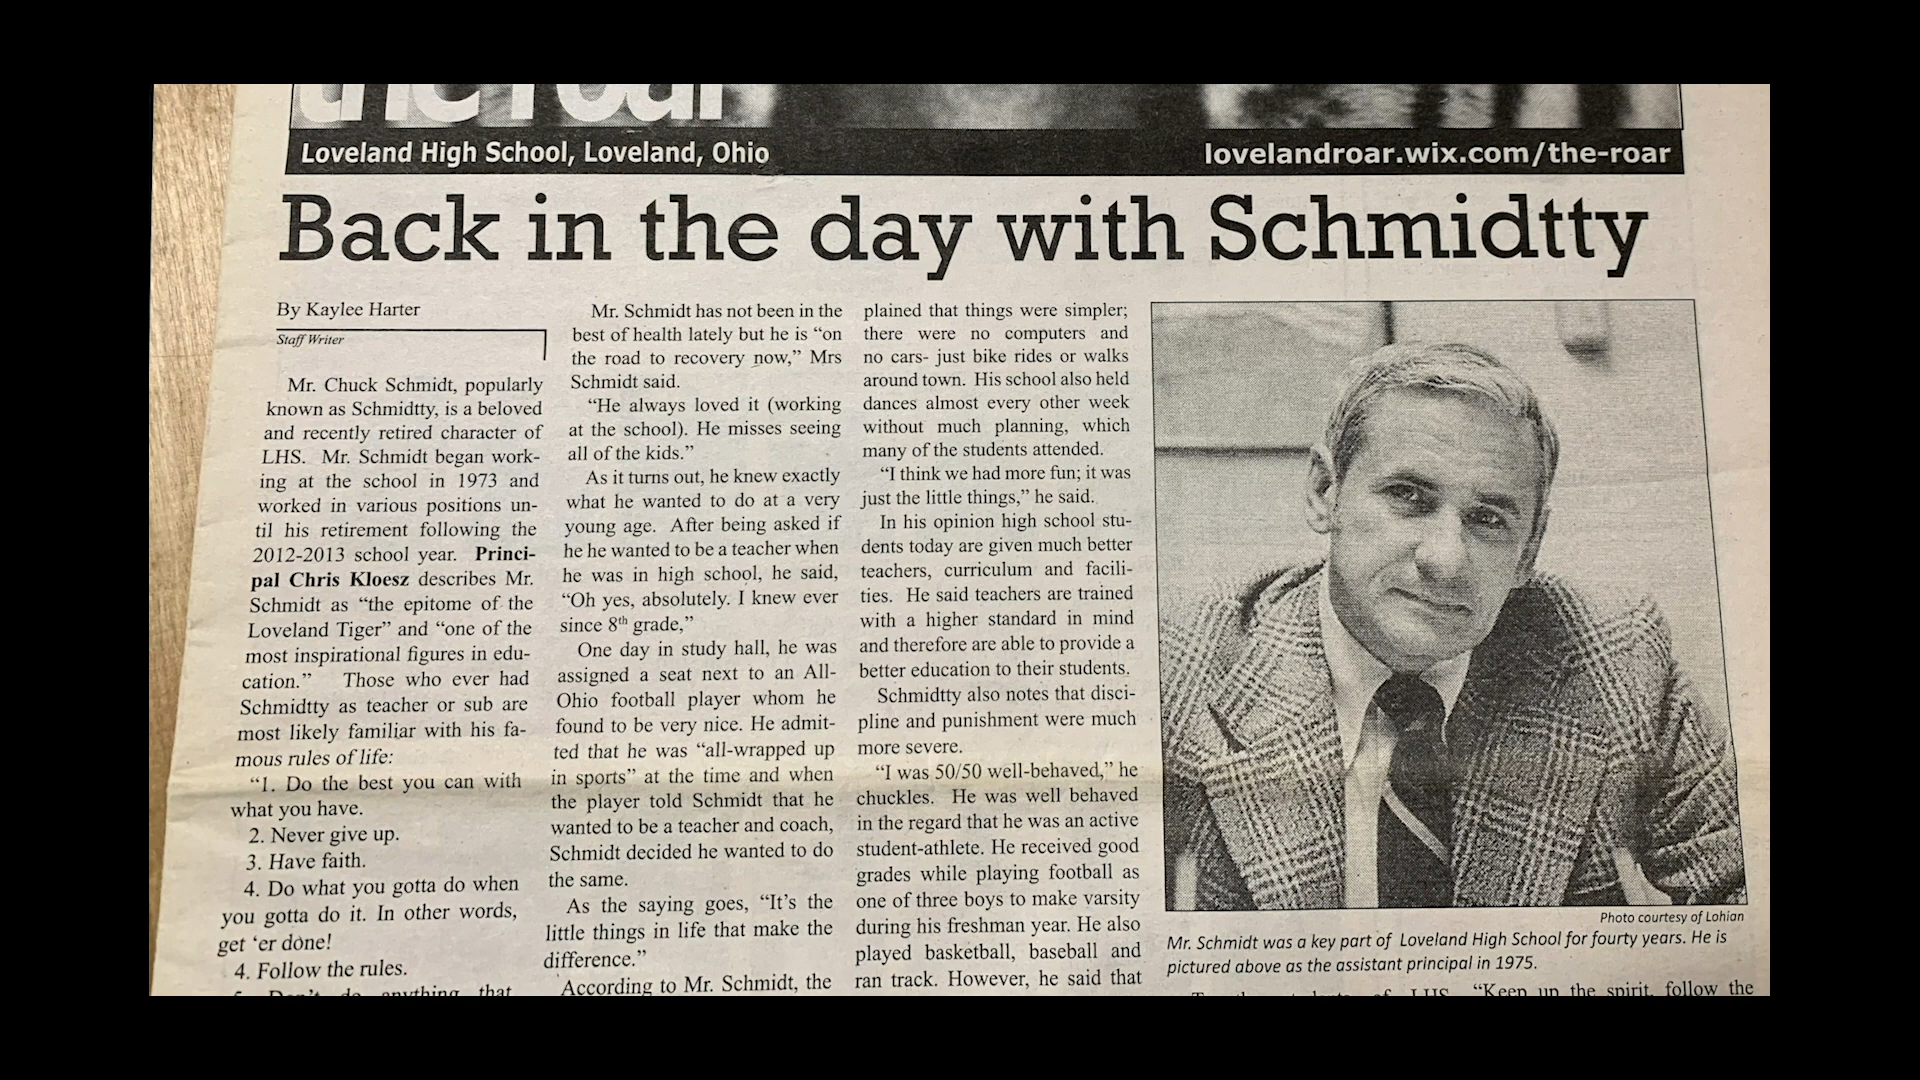 the roar
Loveland High School, Loveland, Ohio
lovelandroar.wix.com/the-roar
Back in the day with Schmidtty
By Kaylee Harter
Staff Writer
Mr. Chuck Schmidt, popularly
known as Schmidtty, is a beloved
and recently retired character of
LHS. Mr. Schmidt began work-
ing at the school in 1973 and
worked in various positions un-
til his retirement following the
2012-2013 school year. Princi-
pal Chris Kloesz describes Mr.
Schmidt as “the epitome of the
Loveland Tiger” and “one of the
most inspirational figures in edu-
cation.” Those who ever had
Schmidtty as teacher or sub are
most likely familiar with his fa-
mous rules of life:
“1. Do the best you can with
what you have.
2. Never give up.
3. Have faith.
4. Do what you gotta do when
you gotta do it. In other words,
get ‘er done!
4. Follow the rules.
5. Don't do anything that
Mr. Schmidt has not been in the
best of health lately but he is “on
the road to recovery now,” Mrs
Schmidt said.
“He always loved it (working
at the school). He misses seeing
all of the kids.”
As it turns out, he knew exactly
what he wanted to do at a very
young age. After being asked if
he he wanted to be a teacher when
he was in high school, he said,
“Oh yes, absolutely. I knew ever
since 8th grade,”
One day in study hall, he was
assigned a seat next to an All-
Ohio football player whom he
found to be very nice. He admit-
ted that he was “all-wrapped up
in sports” at the time and when
the player told Schmidt that he
wanted to be a teacher and coach,
Schmidt decided he wanted to do
the same.
As the saying goes, “It’s the
little things in life that make the
difference.”
According to Mr. Schmidt, the
plained that things were simpler;
there were no computers and
no cars- just bike rides or walks
around town. His school also held
dances almost every other week
without much planning, which
many of the students attended.
“I think we had more fun; it was
just the little things,” he said.
In his opinion high school stu-
dents today are given much better
teachers, curriculum and facili-
ties. He said teachers are trained
with a higher standard in mind
and therefore are able to provide a
better education to their students.
Schmidtty also notes that disci-
pline and punishment were much
more severe.
“I was 50/50 well-behaved,” he
chuckles. He was well behaved
in the regard that he was an active
student-athlete. He received good
grades while playing football as
one of three boys to make varsity
during his freshman year. He also
played basketball, baseball and
ran track. However, he said that
Photo courtesy of Lohian
Mr. Schmidt was a key part of Loveland High School for fourty years. He is
pictured above as the assistant principal in 1975.
of LHS
“Keep up the spirit, follow the